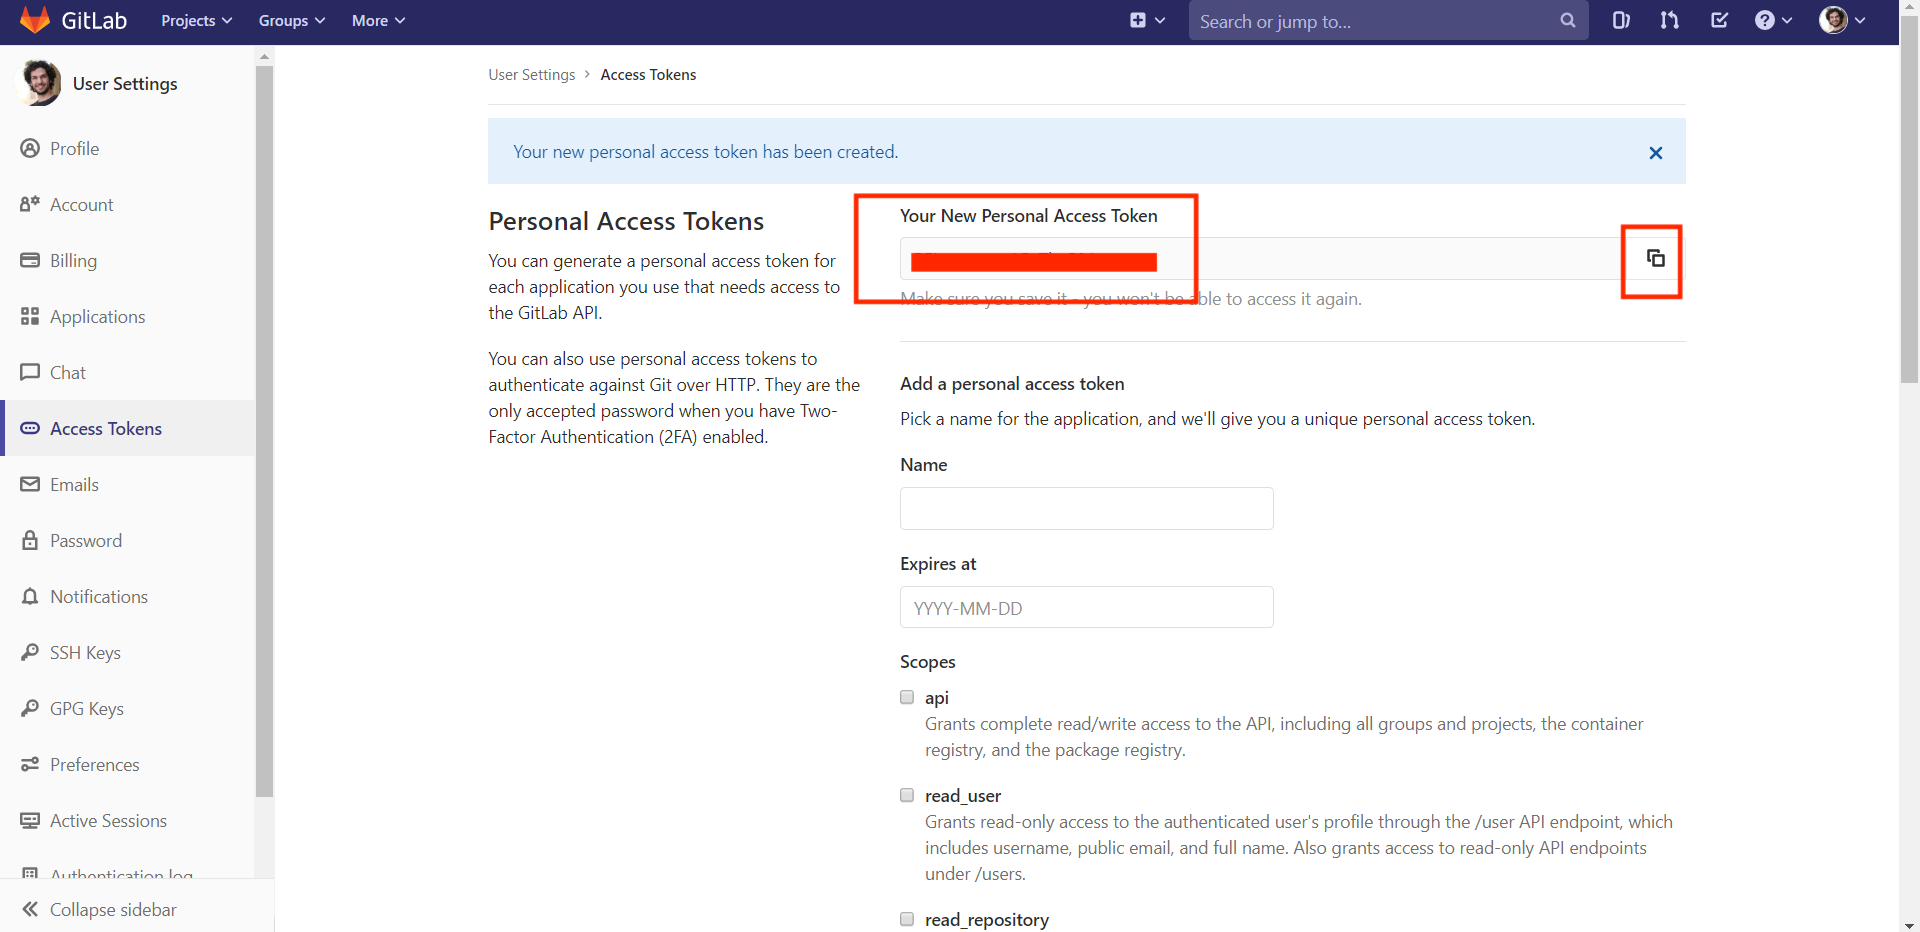 GitLab Projects Groups More Search or jump to...
User Settings
Profile
Account
Billing
Applications
Chat
Access Tokens
Emails
Password
Notifications
SSH Keys
GPG Keys
Preferences
Active Sessions
Authentication log
Collapse sidebar
User Settings › Access Tokens
Your new personal access token has been created.
Personal Access Tokens
You can generate a personal access token for
each application you use that needs access to
the GitLab API.
You can also use personal access tokens to
authenticate against Git over HTTP. They are the
only accepted password when you have Two-
Factor Authentication (2FA) enabled.
Your New Personal Access Token
Make sure you save it - you won't be able to access it again.
Add a personal access token
Pick a name for the application, and we'll give you a unique personal access token.
Name
Expires at
YYYY-MM-DD
Scopes
api
Grants complete read/write access to the API, including all groups and projects, the container
registry, and the package registry.
read_user
Grants read-only access to the authenticated user's profile through the /user API endpoint, which
includes username, public email, and full name. Also grants access to read-only API endpoints
under /users.
read_repository